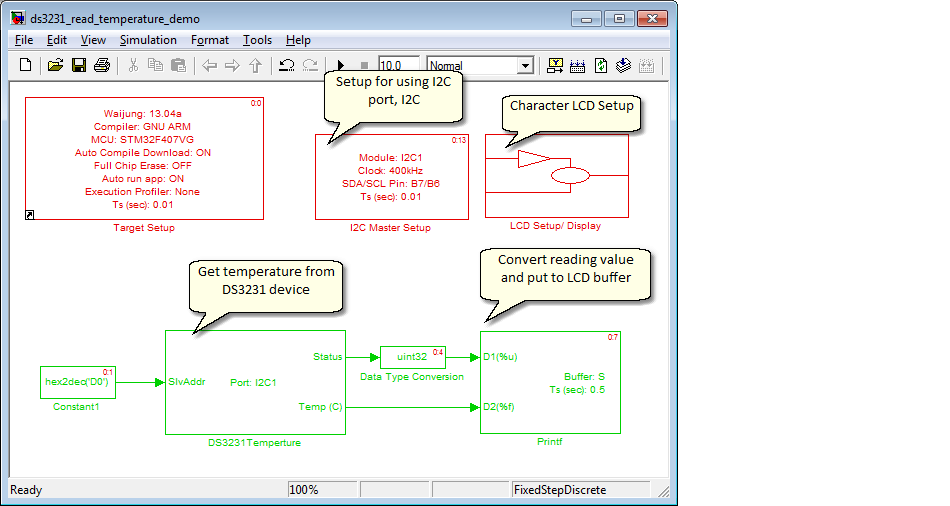 ds3231_read_temperature_demo
File Edit View Simulation Format Tools Help
10.0 Normal
Setup for using I2C
port, I2C
Character LCD Setup
0:0
Waijung: 13.04a
Compiler: GNU ARM
MCU: STM32F407VG
Auto Compile Download: ON
Full Chip Erase: OFF
Auto run app: ON
Execution Profiler: None
Ts (sec): 0.01
Target Setup
0:13
Module: I2C1
Clock: 400kHz
SDA/SCL Pin: B7/B6
Ts (sec): 0.01
I2C Master Setup
LCD Setup/ Display
Get temperature from
DS3231 device
Convert reading value
and put to LCD buffer
0:1
hex2dec('D0')
Constant1
SlvAddr
Port: I2C1
Status
Temp (C)
DS3231Temperture
0:4
uint32
Data Type Conversion
0:7
D1(%u)
Buffer: S
Ts (sec): 0.5
D2(%f)
Printf
Ready 100% FixedStepDiscrete